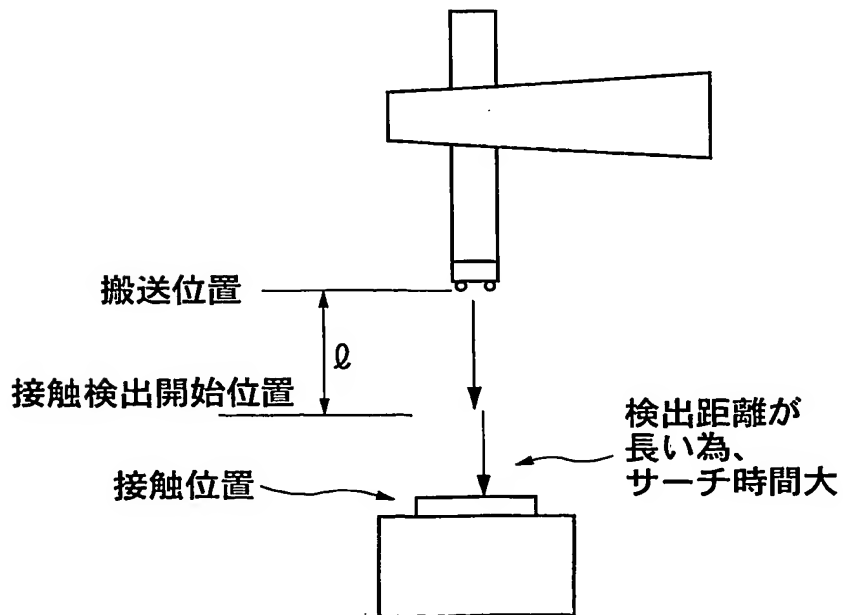 搬送位置
ℓ
接触検出開始位置
検出距離が
長い為、
サーチ時間大
接触位置